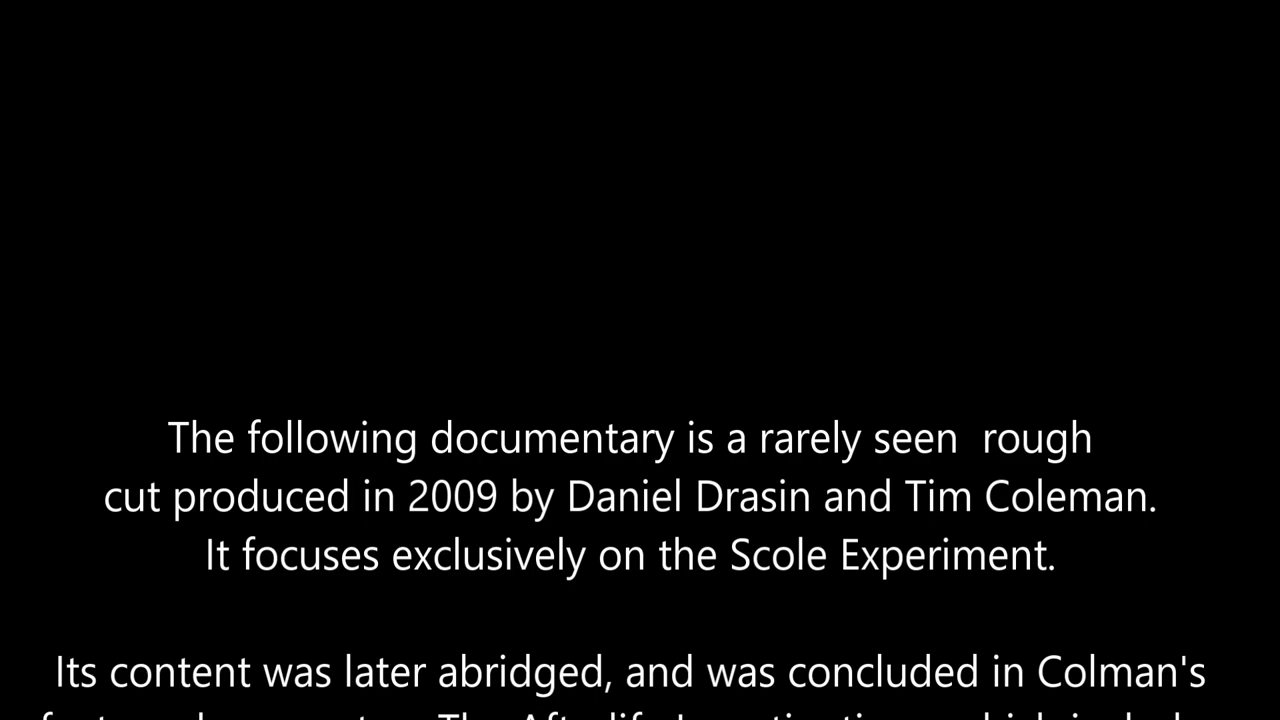 The following documentary is a rarely seen  rough
cut produced in 2009 by Daniel Drasin and Tim Coleman.
It focuses exclusively on the Scole Experiment.
Its content was later abridged, and was concluded in Colman's